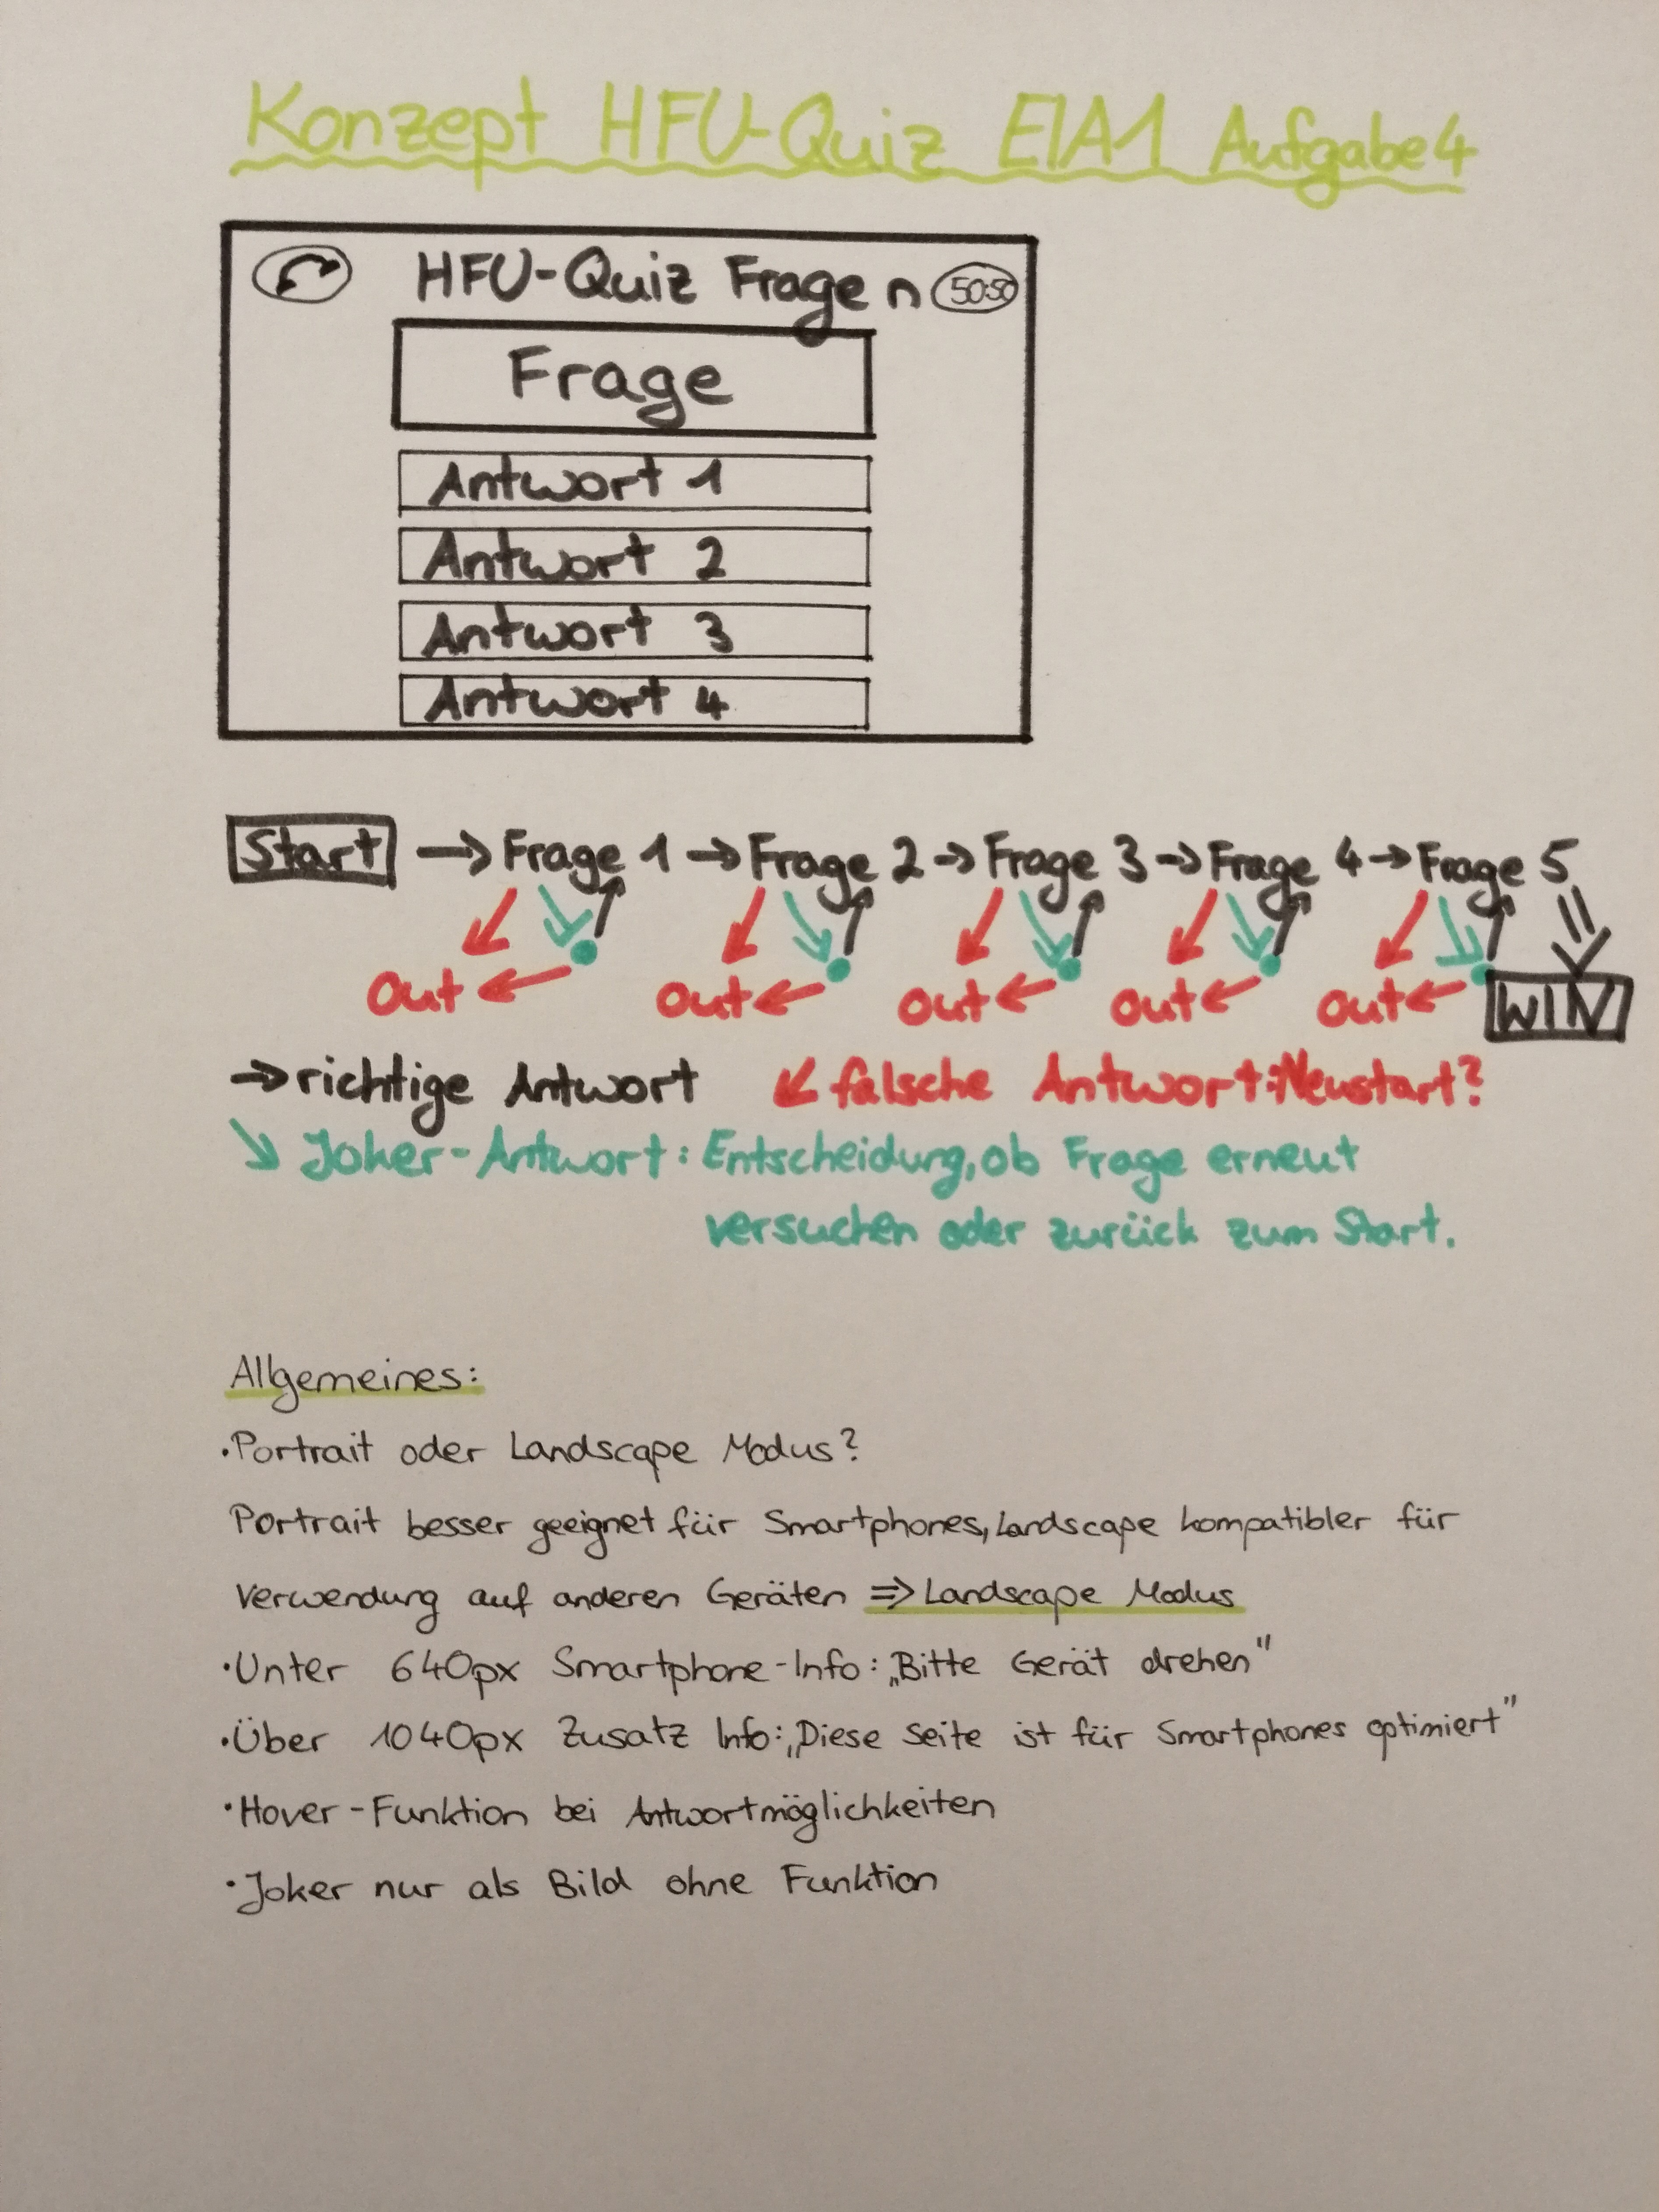 Konzept HFU-Quiz EIA1 Aufgabe 4
HFU-Quiz Frage n 50:50
Frage
Antwort 1
Antwort 2
Antwort 3
Antwort 4
Start → Frage 1 → Frage 2 → Frage 3 → Frage 4 → Frage 5
Out Out Out Out Out WIN
→ richtige Antwort ↙ falsche Antwort: Neustart?
↘ Joker-Antwort: Entscheidung, ob Frage erneut
versuchen oder zurück zum Start.
Allgemeines:
· Portrait oder Landscape Modus?
Portrait besser geeignet für Smartphones, Landscape kompatibler für
Verwendung auf anderen Geräten => Landscape Modus
· Unter 640px Smartphone-Info: „Bitte Gerät drehen"
· Über 1040px Zusatz Info: „Diese Seite ist für Smartphones optimiert"
· Hover-Funktion bei Antwortmöglichkeiten
· Joker nur als Bild ohne Funktion